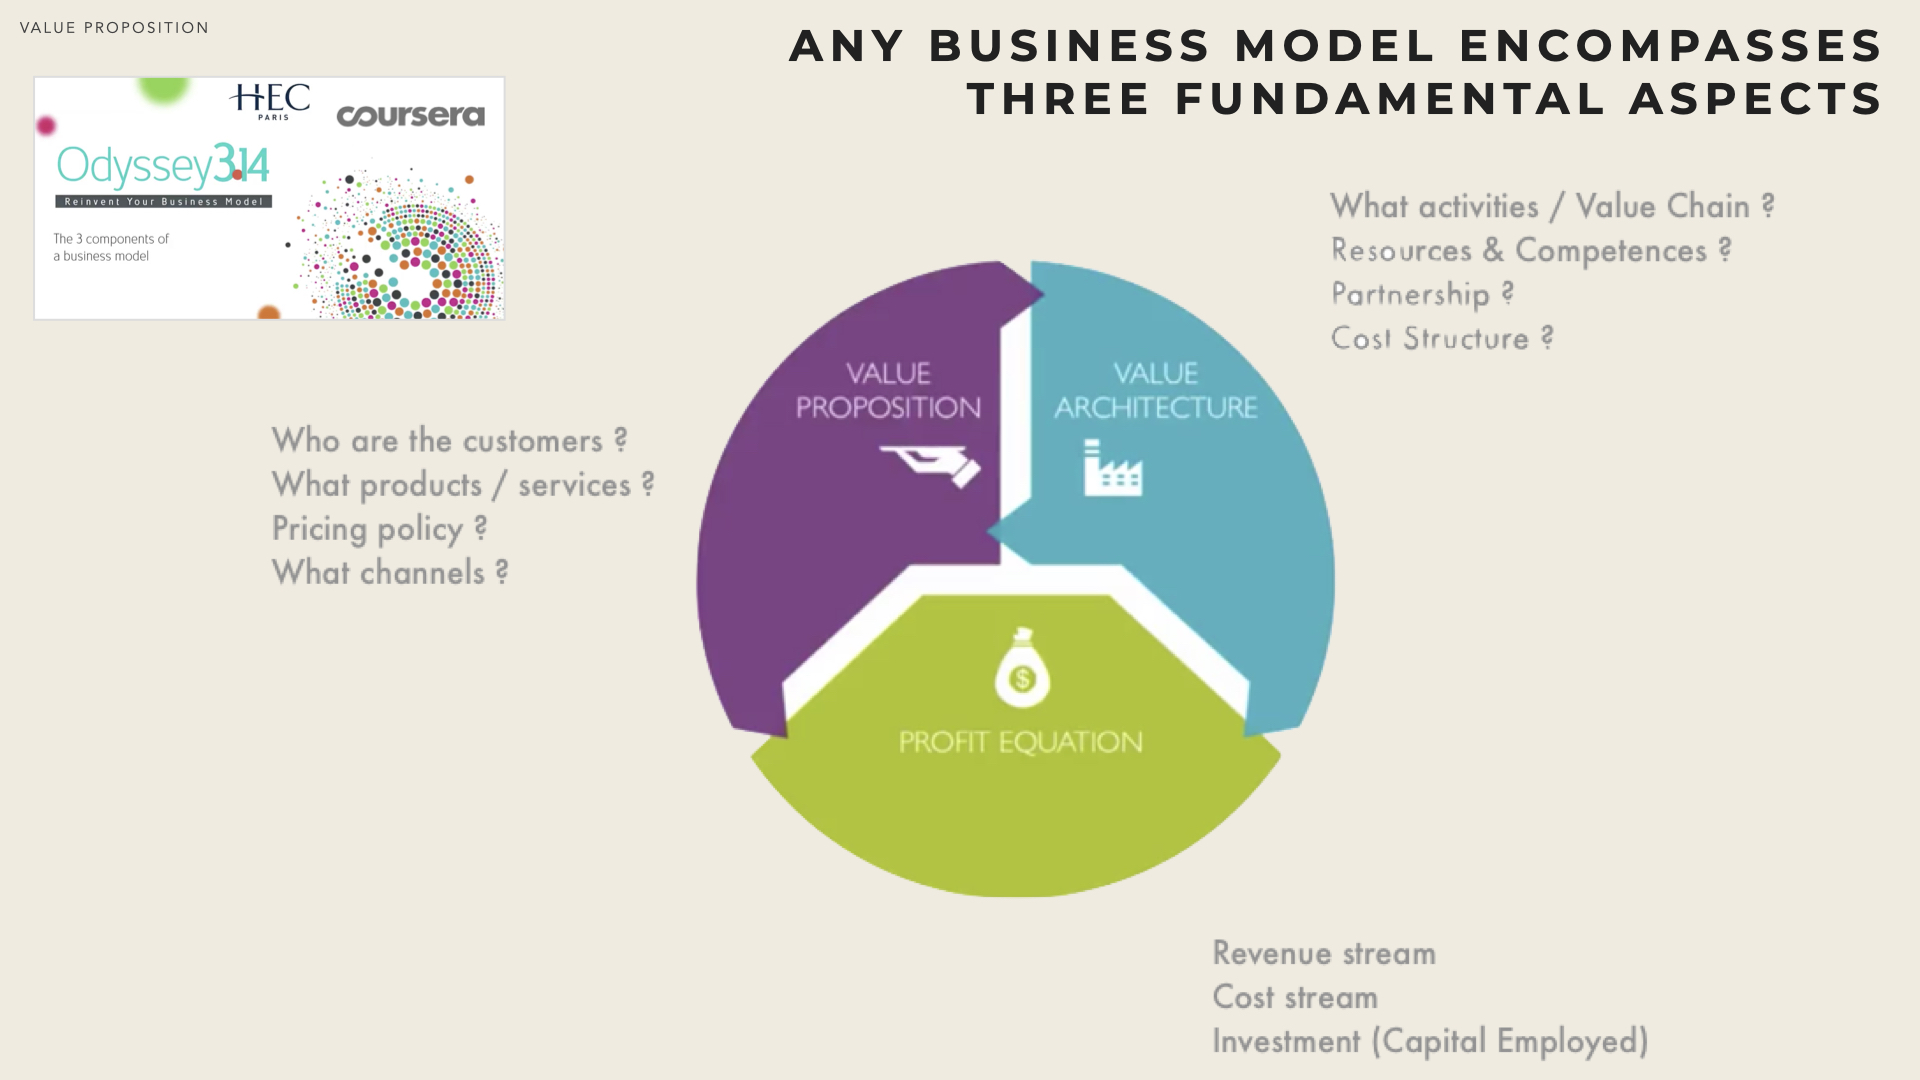 VALUE PROPOSITION
ANY BUSINESS MODEL ENCOMPASSES
THREE FUNDAMENTAL ASPECTS
HEC
PARIS
coursera
Odyssey314
Reinvent Your Business Model
The 3 components of
a business model
What activities / Value Chain ?
Resources & Competences ?
Partnership ?
Cost Structure ?
Who are the customers ?
What products / services ?
Pricing policy ?
What channels ?
VALUE
PROPOSITION
VALUE
ARCHITECTURE
$
PROFIT EQUATION
Revenue stream
Cost stream
Investment (Capital Employed)